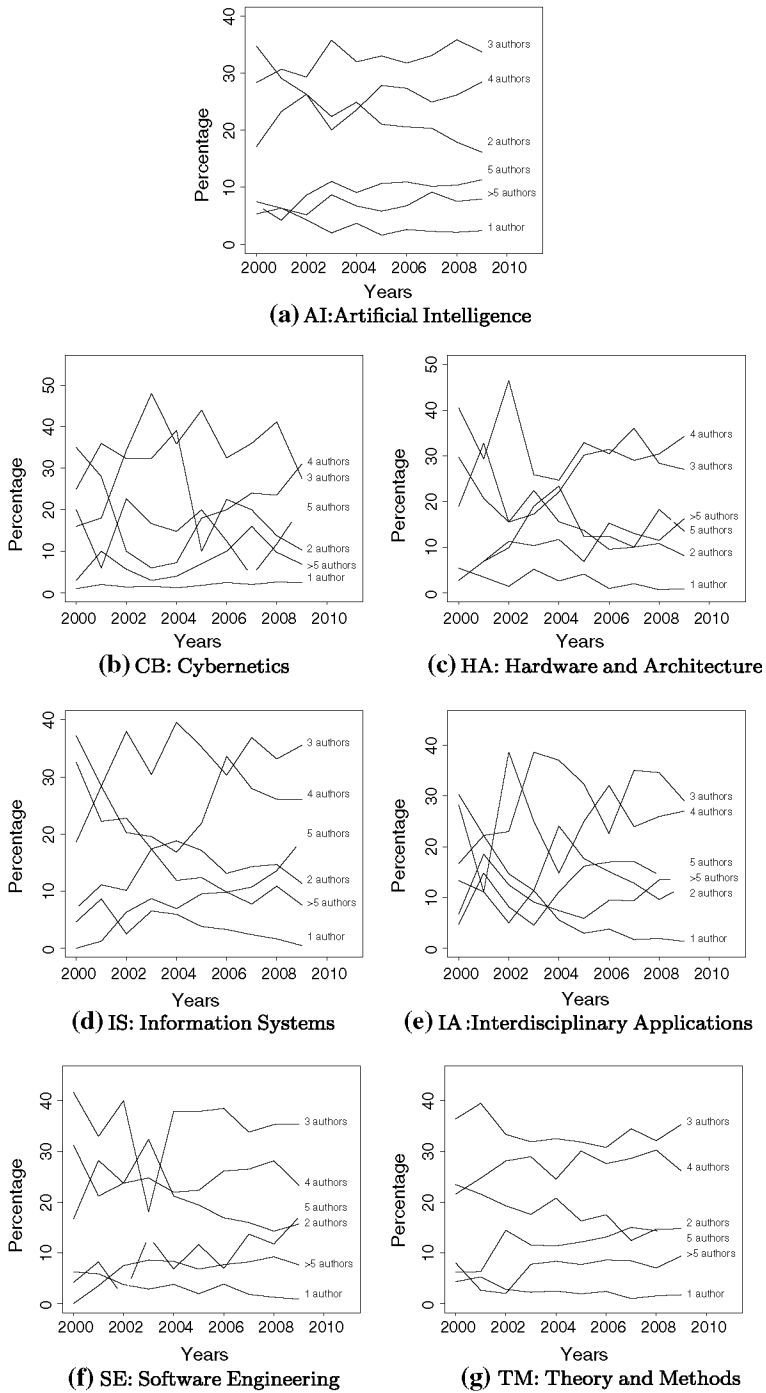 40
30
20
10
0
Percentage
3 authors
4 authors
2 authors
5 authors
>5 authors
1 author
2000 2002 2004 2006 2008 2010
Years
(a) AI:Artificial Intelligence
50
40
30
20
10
0
Percentage
4 authors
3 authors
5 authors
2 authors
>5 authors
1 author
2000 2002 2004 2006 2008 2010
Years
(b) CB: Cybernetics
50
40
30
20
10
0
Percentage
4 authors
3 authors
>5 authors
5 authors
2 authors
1 author
2000 2002 2004 2006 2008 2010
Years
(c) HA: Hardware and Architecture
40
30
20
10
0
Percentage
3 authors
4 authors
5 authors
2 authors
>5 authors
1 author
2000 2002 2004 2006 2008 2010
Years
(d) IS: Information Systems
40
30
20
10
0
Percentage
3 authors
4 authors
5 authors
>5 authors
2 authors
1 author
2000 2002 2004 2006 2008 2010
Years
(e) IA :Interdisciplinary Applications
40
30
20
10
0
Percentage
3 authors
4 authors
5 authors
2 authors
>5 authors
1 author
2000 2002 2004 2006 2008 2010
Years
(f) SE: Software Engineering
40
30
20
10
0
Percentage
3 authors
4 authors
2 authors
5 authors
>5 authors
1 author
2000 2002 2004 2006 2008 2010
Years
(g) TM: Theory and Methods